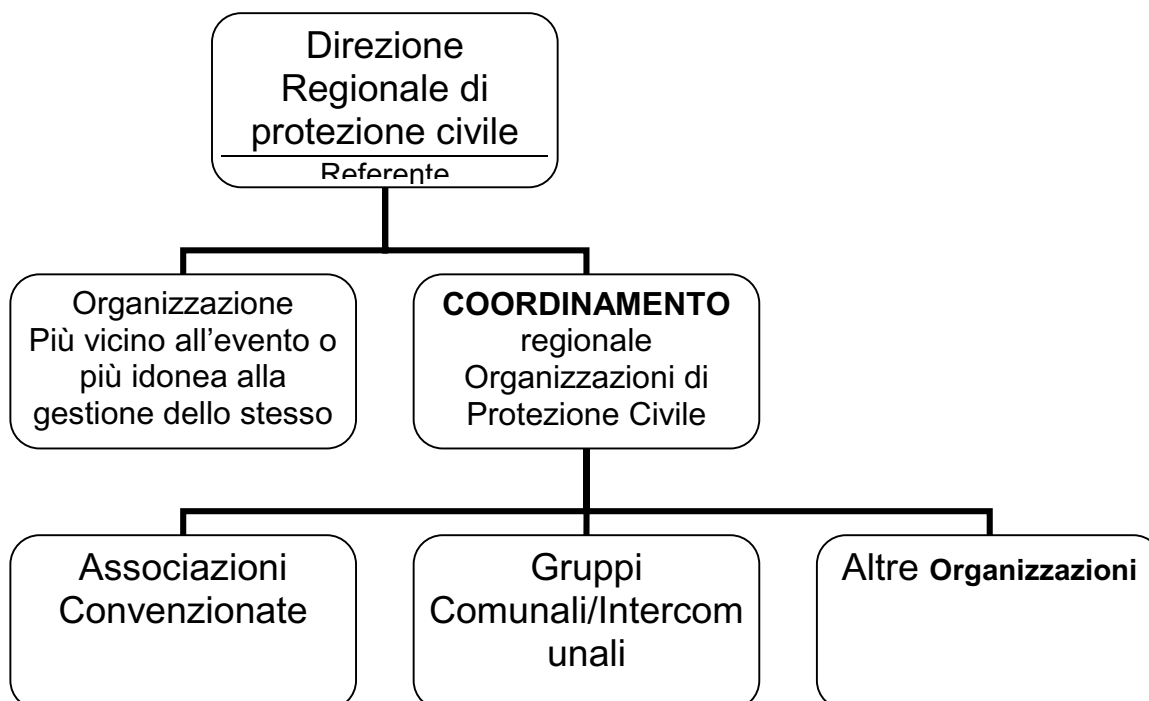 Direzione
Regionale di
protezione civile
Referente
Organizzazione
Più vicino all'evento o
più idonea alla
gestione dello stesso
COORDINAMENTO
regionale
Organizzazioni di
Protezione Civile
Associazioni
Convenzionate
Gruppi
Comunali/Intercom
unali
Altre Organizzazioni